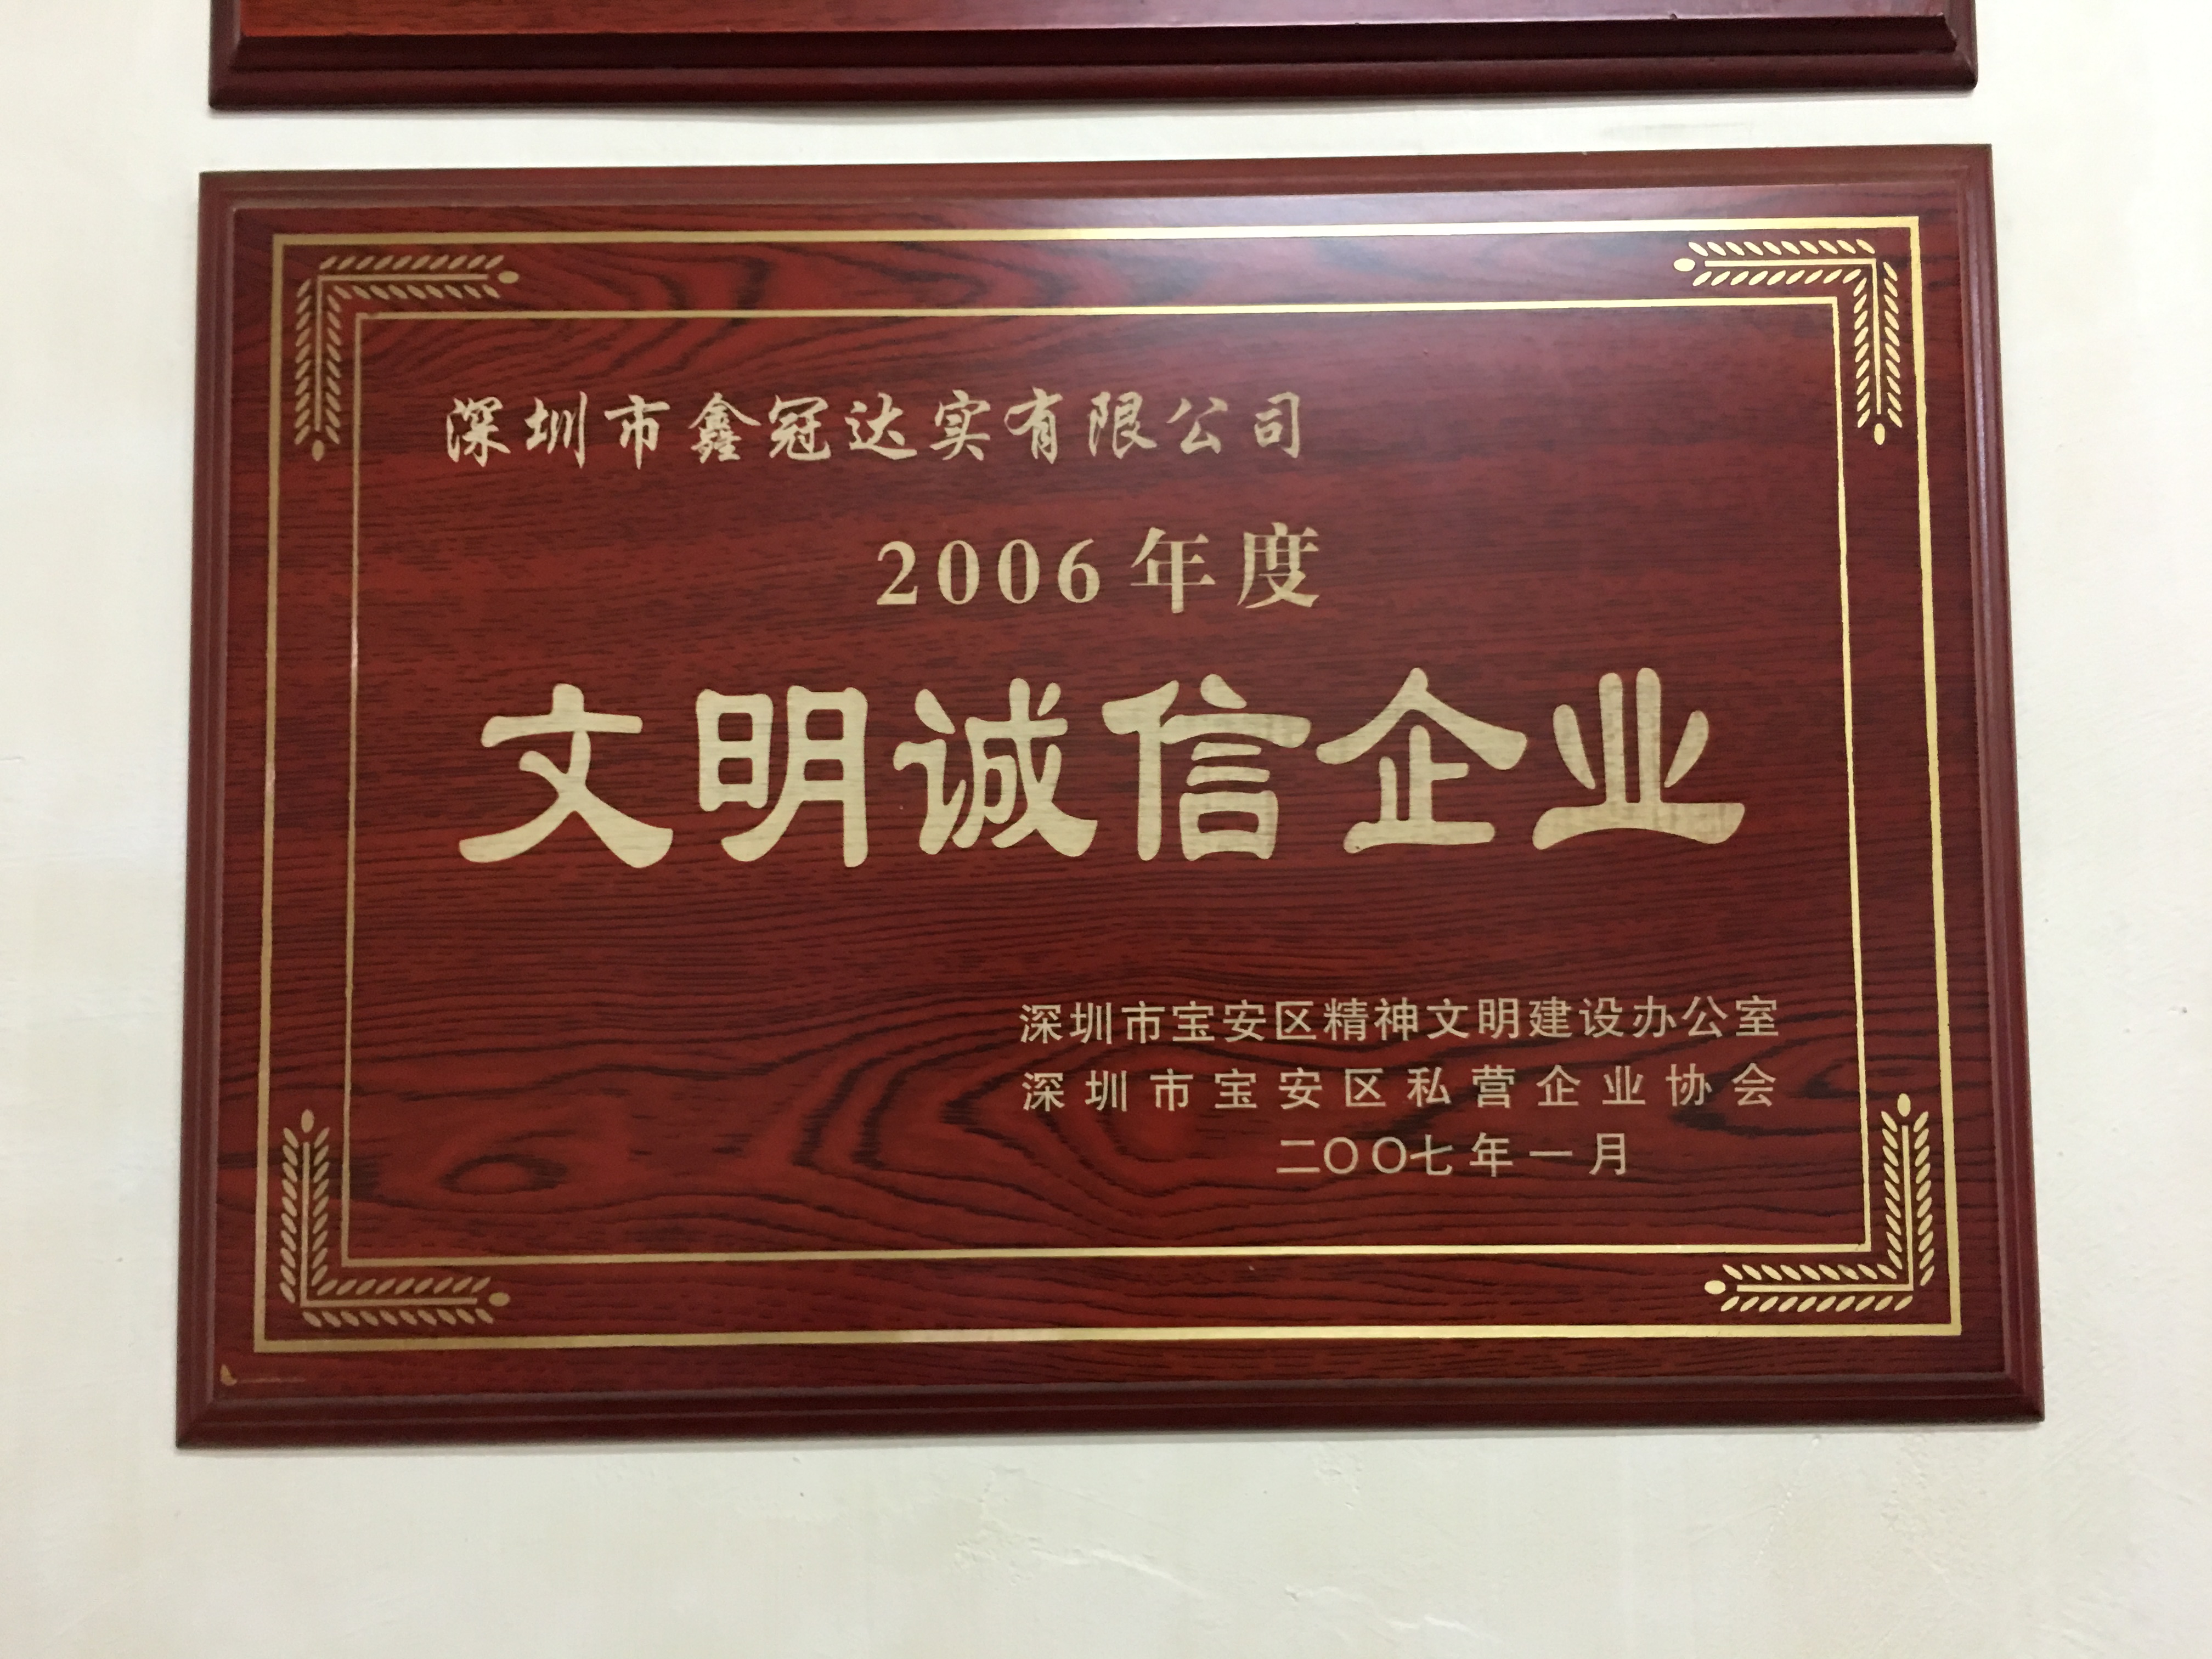 深圳市鑫冠达实有限公司
2006年度
文明诚信企业
深圳市宝安区精神文明建设办公室
深圳市宝安区私营企业协会
二〇〇七年一月